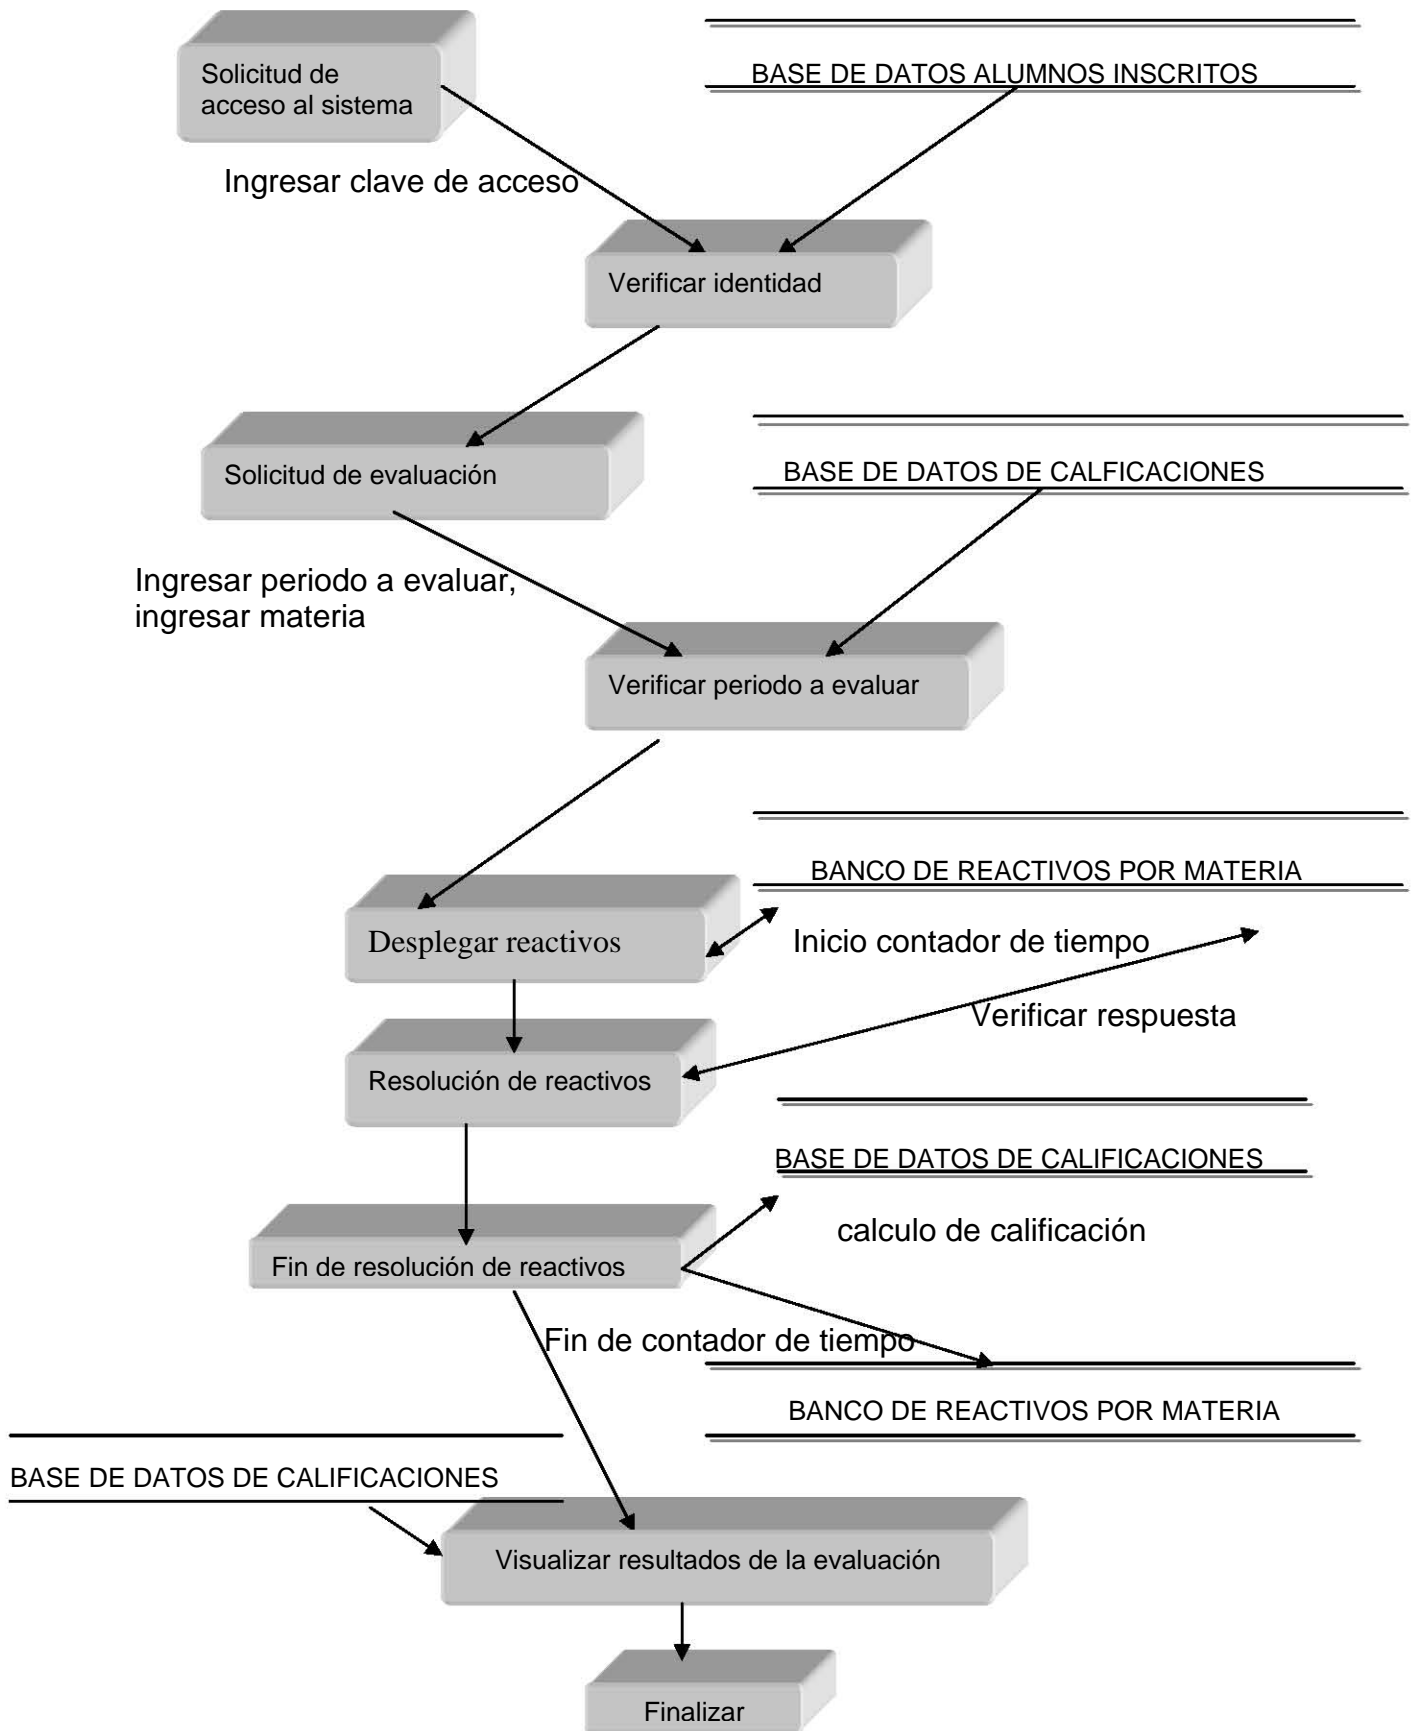 Solicitud de
acceso al sistema
BASE DE DATOS ALUMNOS INSCRITOS
Ingresar clave de acceso
Verificar identidad
Solicitud de evaluación
BASE DE DATOS DE CALFICACIONES
Ingresar periodo a evaluar,
ingresar materia
Verificar periodo a evaluar
BANCO DE REACTIVOS POR MATERIA
Desplegar reactivos
Inicio contador de tiempo
Verificar respuesta
Resolución de reactivos
BASE DE DATOS DE CALIFICACIONES
calculo de calificación
Fin de resolución de reactivos
Fin de contador de tiempo
BANCO DE REACTIVOS POR MATERIA
BASE DE DATOS DE CALIFICACIONES
Visualizar resultados de la evaluación
Finalizar